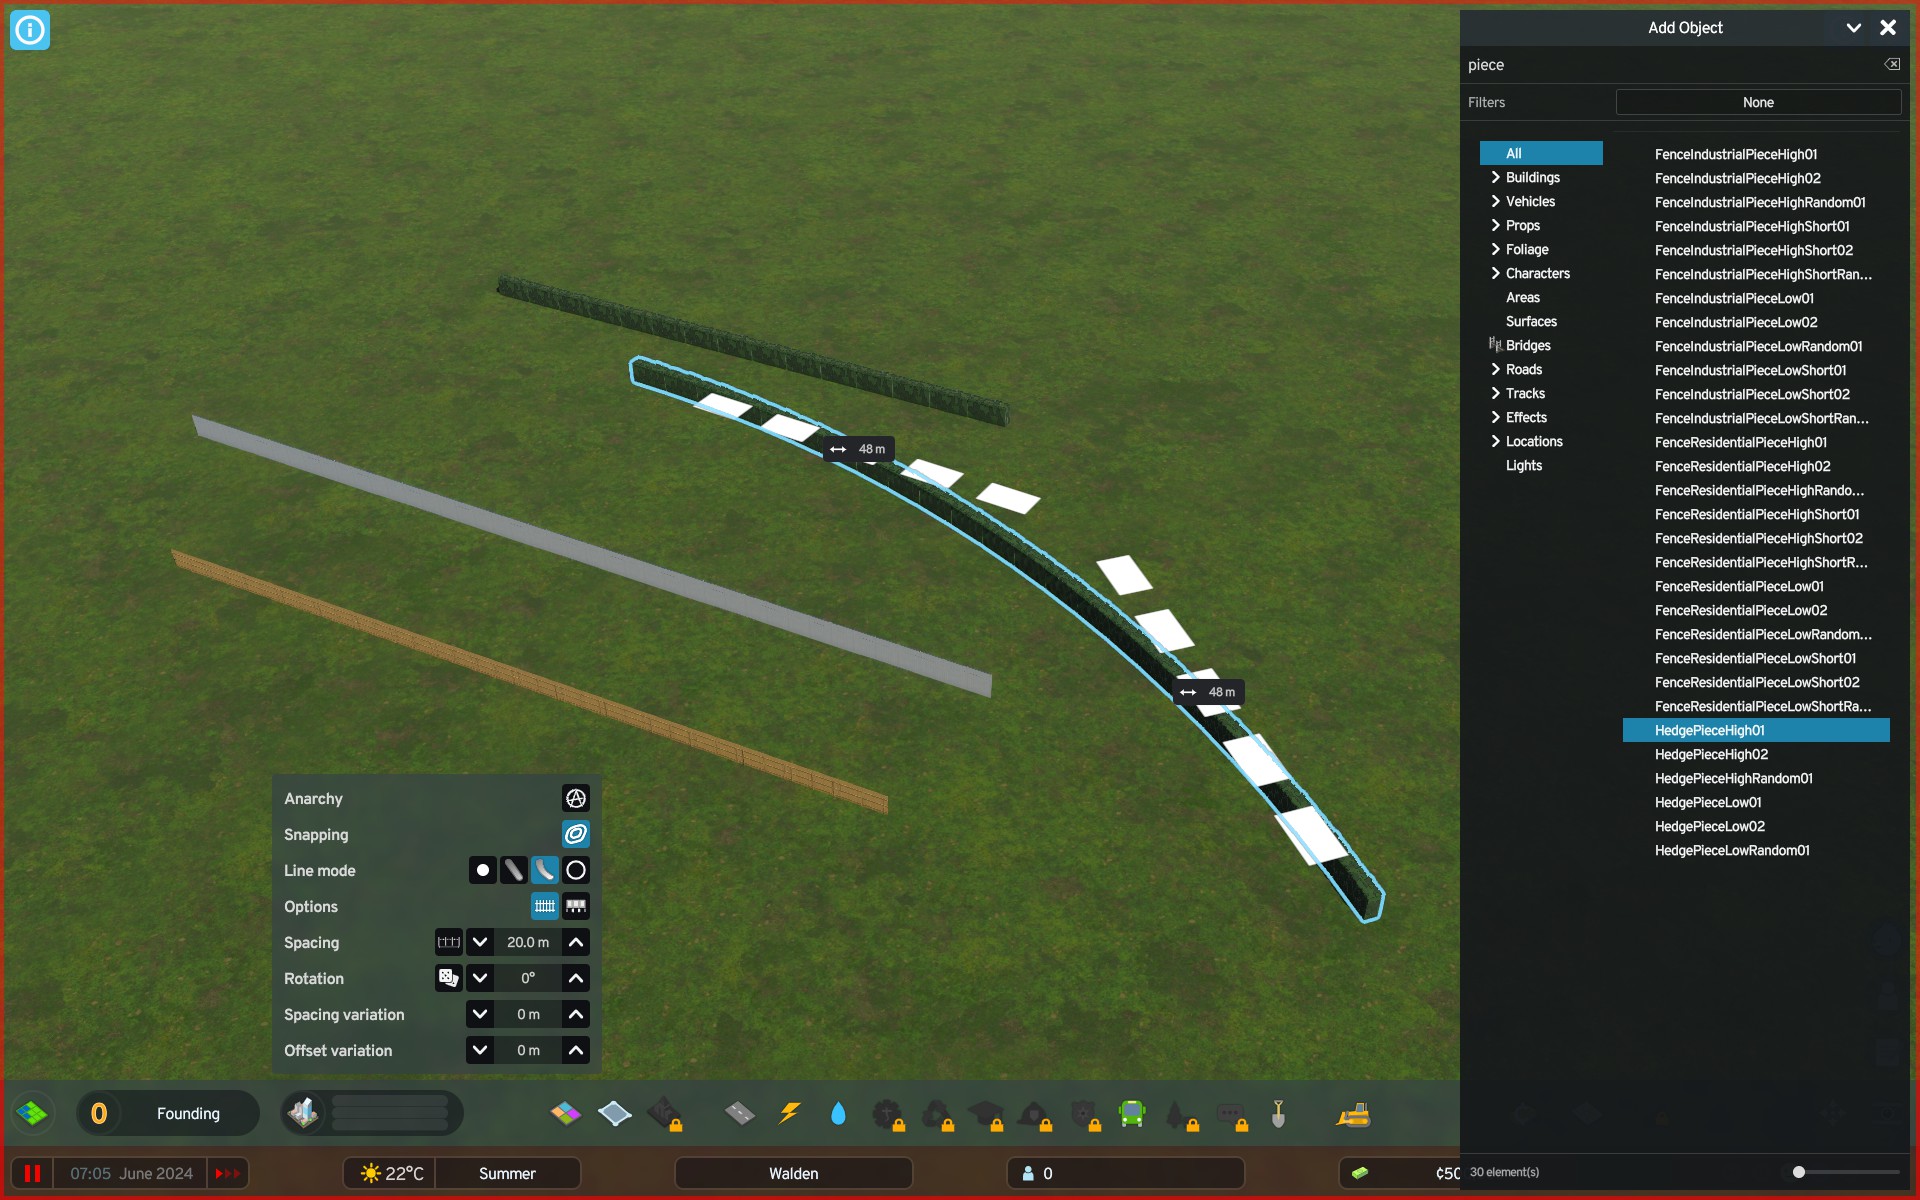 Add Object
piece
Filters
None
All
Buildings
Vehicles
Props
Foliage
Characters
Areas
Surfaces
Bridges
Roads
Tracks
Effects
Locations
Lights
FenceIndustrialPieceHigh01
FenceIndustrialPieceHigh02
FenceIndustrialPieceHighRandom01
FenceIndustrialPieceHighShort01
FenceIndustrialPieceHighShort02
FenceIndustrialPieceHighShortRan...
FenceIndustrialPieceLow01
FenceIndustrialPieceLow02
FenceIndustrialPieceLowRandom01
FenceIndustrialPieceLowShort01
FenceIndustrialPieceLowShort02
FenceIndustrialPieceLowShortRan...
FenceResidentialPieceHigh01
FenceResidentialPieceHigh02
FenceResidentialPieceHighRando...
FenceResidentialPieceHighShort01
FenceResidentialPieceHighShort02
FenceResidentialPieceHighShortR...
FenceResidentialPieceLow01
FenceResidentialPieceLow02
FenceResidentialPieceLowRandom...
FenceResidentialPieceLowShort01
FenceResidentialPieceLowShort02
FenceResidentialPieceLowShortRa...
HedgePieceHigh01
HedgePieceHigh02
HedgePieceHighRandom01
HedgePieceLow01
HedgePieceLow02
HedgePieceLowRandom01
30 element(s)
48 m
48 m
Anarchy
Snapping
Line mode
Options
Spacing 20.0 m
Rotation 0°
Spacing variation 0 m
Offset variation 0 m
0 Founding
07:05 June 2024
22°C Summer
Walden
0
¢50